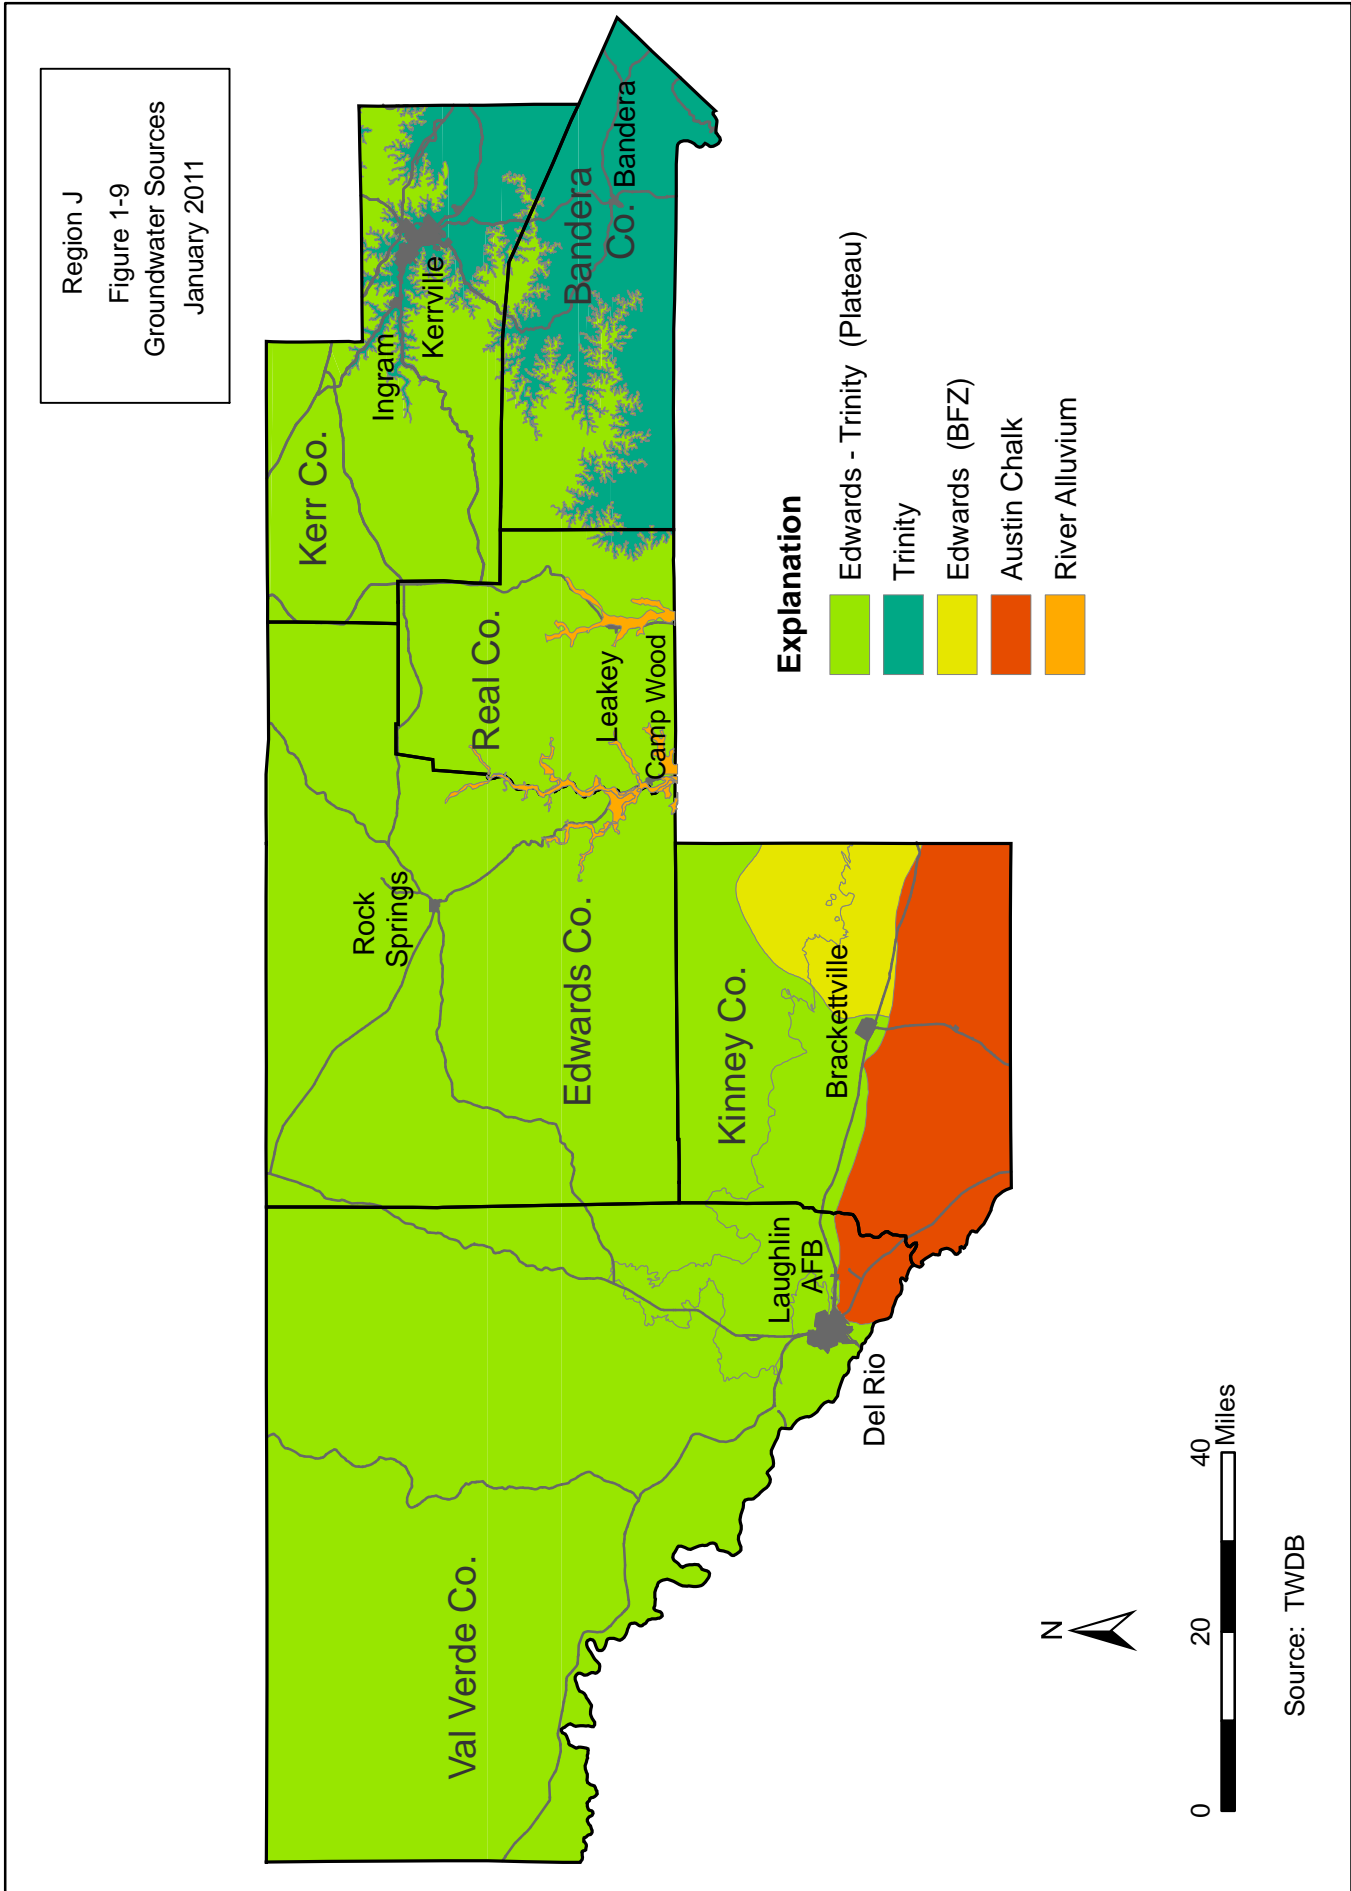 Region J
Figure 1-9
Groundwater Sources
January 2011
Kerr Co.
Ingram
Kerrville
Bandera
Co.
Bandera
Real Co.
Leakey
Camp Wood
Rock
Springs
Edwards Co.
Kinney Co.
Brackettville
Val Verde Co.
Laughlin
AFB
Del Rio
Explanation
Edwards - Trinity (Plateau)
Trinity
Edwards (BFZ)
Austin Chalk
River Alluvium
N
0 20 40
Miles
Source: TWDB